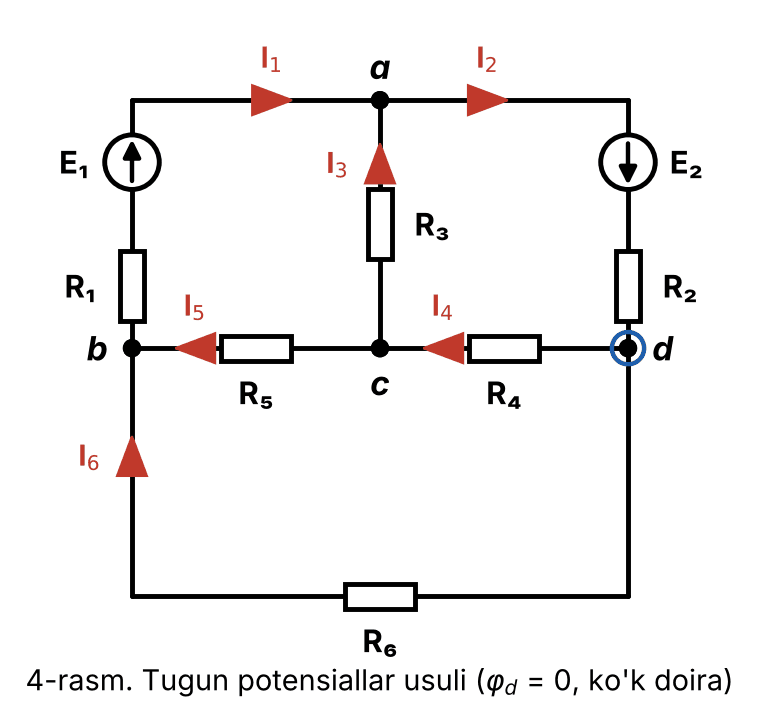 I₁
a
I₂
E₁
I₃
E₂
R₃
R₁
R₂
I₅
I₄
b
d
c
R₅
R₄
I₆
R₆
4-rasm. Tugun potensiallar usuli (φ_d = 0, ko'k doira)